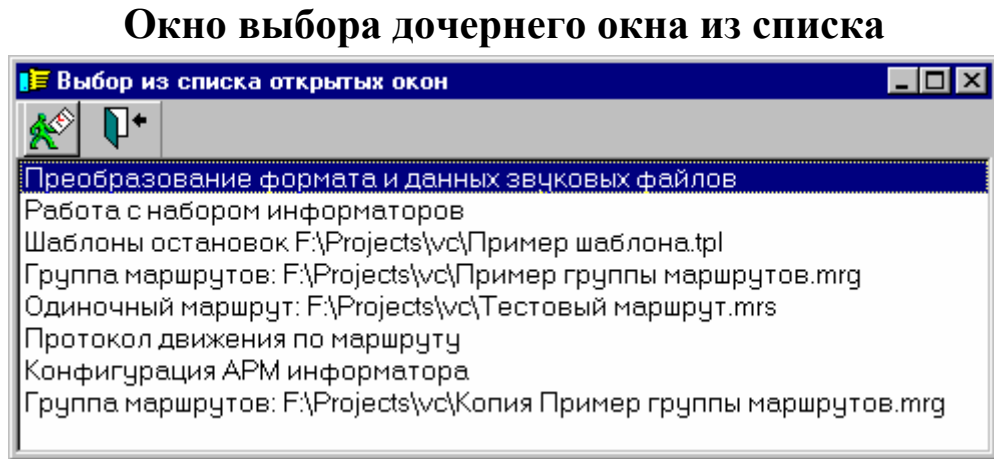 Окно выбора дочернего окна из списка
Выбор из списка открытых окон
Преобразование формата и данных звуковых файлов
Работа с набором информаторов
Шаблоны остановок F:\Projects\vc\Пример шаблона.tpl
Группа маршрутов: F:\Projects\vc\Пример группы маршрутов.mrg
Одиночный маршрут: F:\Projects\vc\Тестовый маршрут.mrs
Протокол движения по маршруту
Конфигурация АРМ информатора
Группа маршрутов: F:\Projects\vc\Копия Пример группы маршрутов.mrg